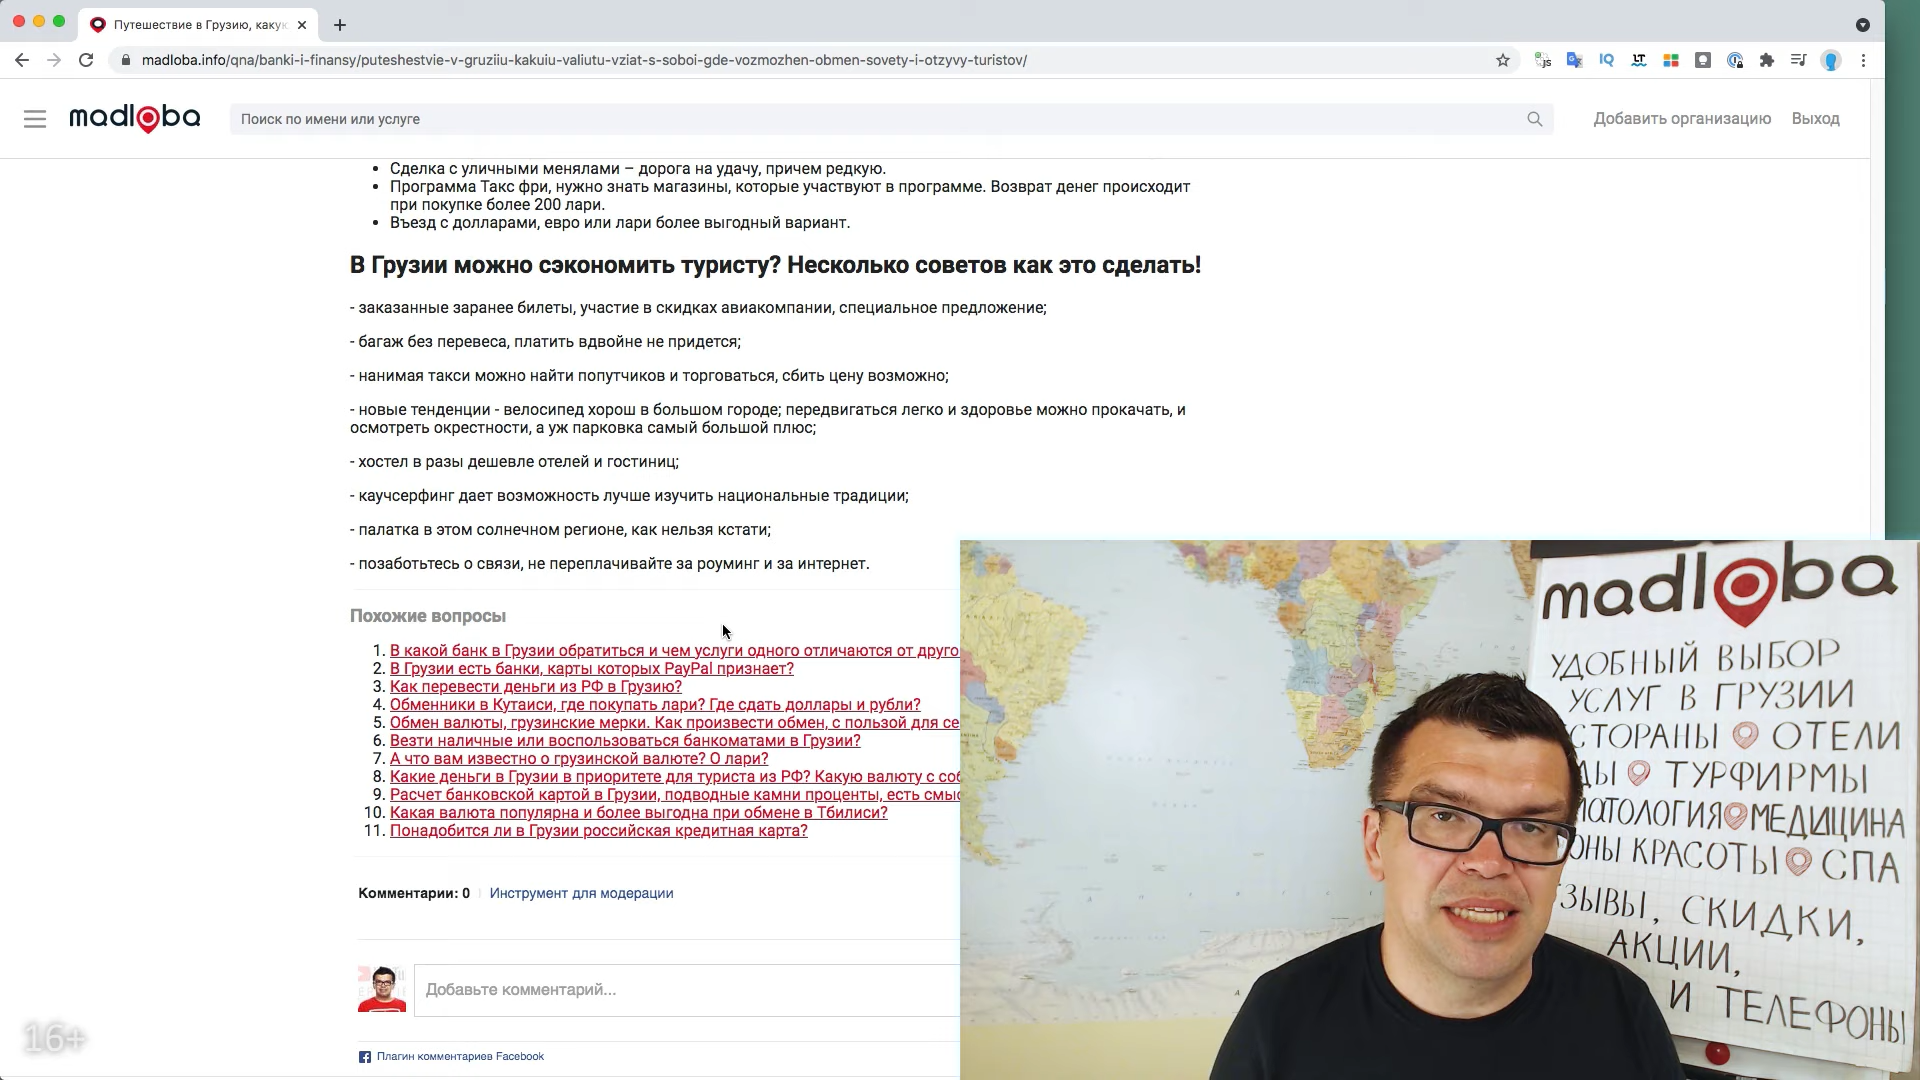 Путешествие в Грузию, какую
madloba.info/qna/banki-i-finansy/puteshestvie-v-gruziiu-kakuiu-valiutu-vziat-s-soboi-gde-vozmozhen-obmen-sovety-i-otzyvy-turistov/
madloba
Поиск по имени или услуге
Добавить организацию
Выход
• Сделка с уличными менялами – дорога на удачу, причем редкую.
• Программа Такс фри, нужно знать магазины, которые участвуют в программе. Возврат денег происходит
при покупке более 200 лари.
• Въезд с долларами, евро или лари более выгодный вариант.
В Грузии можно сэкономить туристу? Несколько советов как это сделать!
- заказанные заранее билеты, участие в скидках авиакомпании, специальное предложение;
- багаж без перевеса, платить вдвойне не придется;
- нанимая такси можно найти попутчиков и торговаться, сбить цену возможно;
- новые тенденции - велосипед хорош в большом городе; передвигаться легко и здоровье можно прокачать, и
осмотреть окрестности, а уж парковка самый большой плюс;
- хостел в разы дешевле отелей и гостиниц;
- каучсерфинг дает возможность лучше изучить национальные традиции;
- палатка в этом солнечном регионе, как нельзя кстати;
- позаботьтесь о связи, не переплачивайте за роуминг и за интернет.
Похожие вопросы
1. В какой банк в Грузии обратиться и чем услуги одного отличаются от друго
2. В Грузии есть банки, карты которых PayPal признает?
3. Как перевести деньги из РФ в Грузию?
4. Обменники в Кутаиси, где покупать лари? Где сдать доллары и рубли?
5. Обмен валюты, грузинские мерки. Как произвести обмен, с пользой для се
6. Везти наличные или воспользоваться банкоматами в Грузии?
7. А что вам известно о грузинской валюте? О лари?
8. Какие деньги в Грузии в приоритете для туриста из РФ? Какую валюту с соб
9. Расчет банковской картой в Грузии, подводные камни проценты, есть смыс
10. Какая валюта популярна и более выгодна при обмене в Тбилиси?
11. Понадобится ли в Грузии российская кредитная карта?
Комментарии: 0
Инструмент для модерации
Добавьте комментарий...
Плагин комментариев Facebook
16+
madloba
УДОБНЫЙ ВЫБОР
УСЛУГ В ГРУЗИИ
СТОРАНЫ ОТЕЛИ
ДЫ ТУРФИРМЫ
МАТОЛОГИЯ МЕДИЦИНА
ОНЫ КРАСОТЫ СПА
ЗЫВЫ, СКИДКИ,
АКЦИИ,
И ТЕЛЕФОНЫ